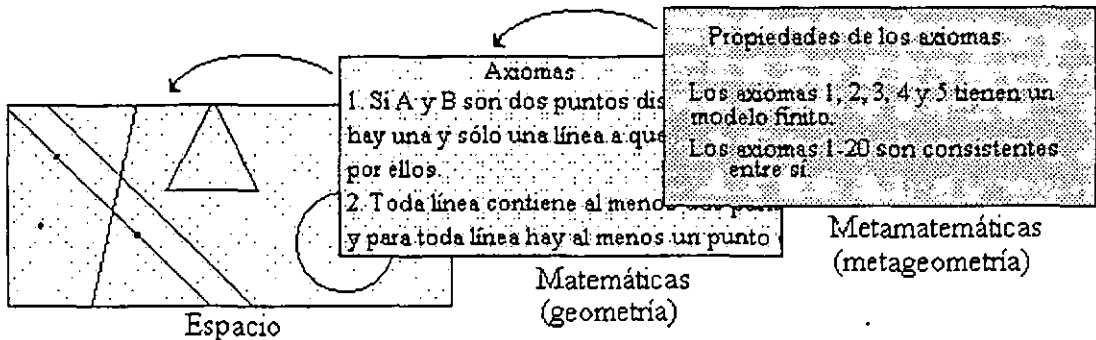 Axiomas
1. Si A y B son dos puntos dis
hay una y sólo una línea a que
por ellos.
2. Toda línea contiene al menos dos
y para toda línea hay al menos un punto
Propiedades de los axiomas
Los axiomas 1, 2, 3, 4 y 5 tienen un
modelo finito.
Los axiomas 1-20 son consistentes
entre sí.
Espacio
Matemáticas
(geometría)
Metamatemáticas
(metageometría)